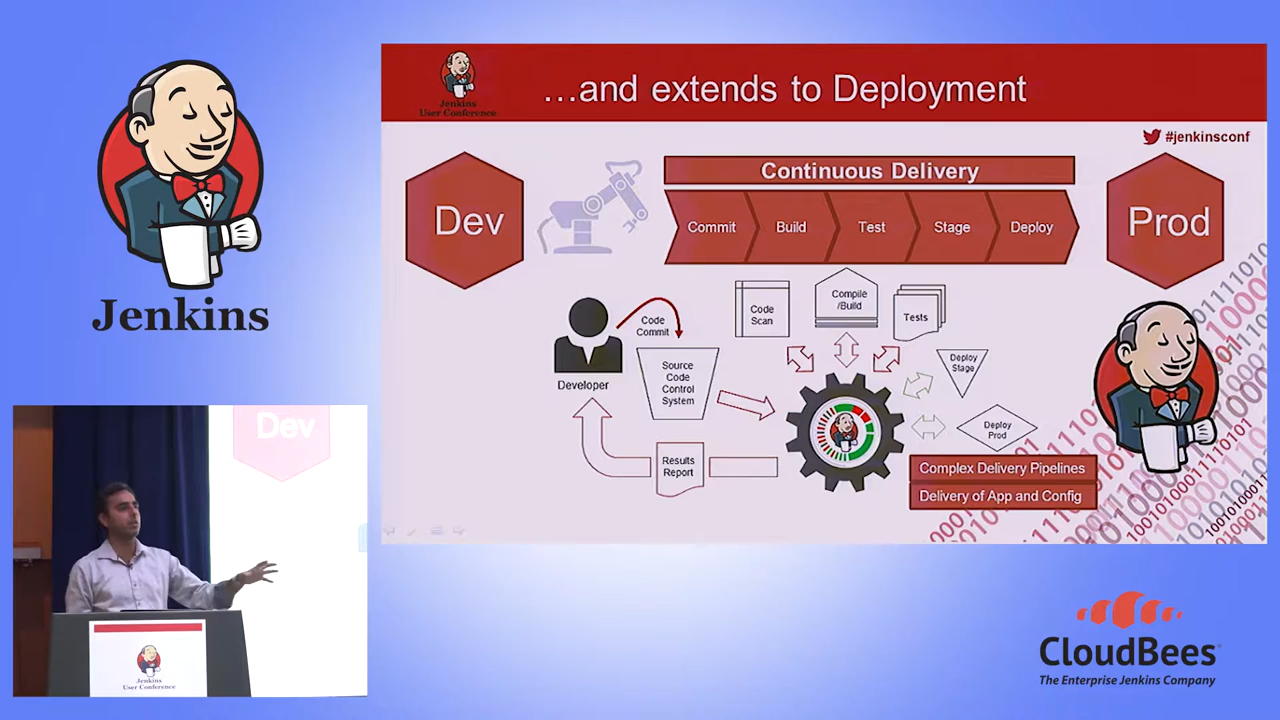 Jenkins
Jenkins
User Conference
…and extends to Deployment
#jenkinsconf
Dev
Continuous Delivery
Commit
Build
Test
Stage
Deploy
Prod
Developer
Code
Commit
Source
Code
Control
System
Code
Scan
Compile
/Build
Tests
Deploy
Stage
Deploy
Prod
Results
Report
Complex Delivery Pipelines
Delivery of App and Config
Dev
Jenkins
User Conference
CloudBees
The Enterprise Jenkins Company